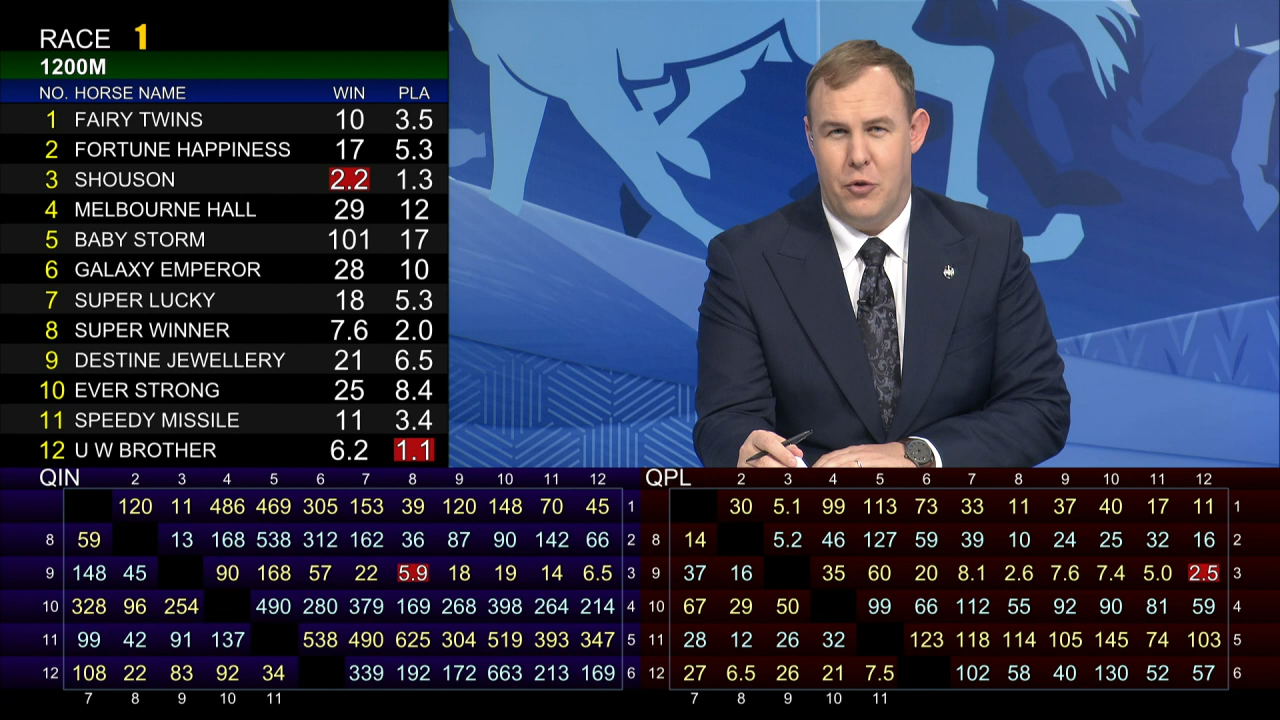 RACE 1
1200M
NO. HORSE NAME WIN PLA
1 FAIRY TWINS 10 3.5
2 FORTUNE HAPPINESS 17 5.3
3 SHOUSON 2.2 1.3
4 MELBOURNE HALL 29 12
5 BABY STORM 101 17
6 GALAXY EMPEROR 28 10
7 SUPER LUCKY 18 5.3
8 SUPER WINNER 7.6 2.0
9 DESTINE JEWELLERY 21 6.5
10 EVER STRONG 25 8.4
11 SPEEDY MISSILE 11 3.4
12 U W BROTHER 6.2 1.1
QIN 2 3 4 5 6 7 8 9 10 11 12
120 11 486 469 305 153 39 120 148 70 45 1
8 59 13 168 538 312 162 36 87 90 142 66 2
9 148 45 90 168 57 22 5.9 18 19 14 6.5 3
10 328 96 254 490 280 379 169 268 398 264 214 4
11 99 42 91 137 538 490 625 304 519 393 347 5
12 108 22 83 92 34 339 192 172 663 213 169 6
7 8 9 10 11
QPL 2 3 4 5 6 7 8 9 10 11 12
30 5.1 99 113 73 33 11 37 40 17 11 1
8 14 5.2 46 127 59 39 10 24 25 32 16 2
9 37 16 35 60 20 8.1 2.6 7.6 7.4 5.0 2.5 3
10 67 29 50 99 66 112 55 92 90 81 59 4
11 28 12 26 32 123 118 114 105 145 74 103 5
12 27 6.5 26 21 7.5 102 58 40 130 52 57 6
7 8 9 10 11